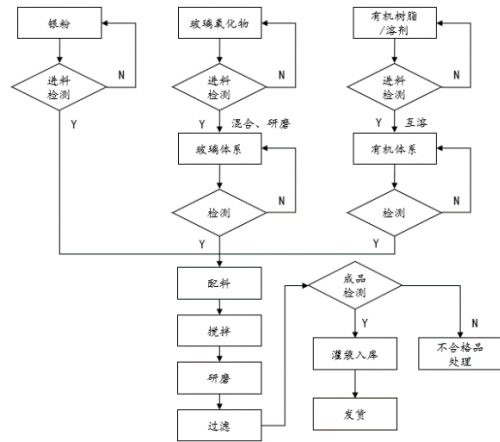 银粉
玻璃氧化物
有机树脂
/溶剂
进料
检测
N
进料
检测
N
进料
检测
N
Y
Y
混合、研磨
Y
互溶
玻璃体系
有机体系
检测
N
检测
N
Y
Y
配料
成品
检测
搅拌
Y
N
研磨
灌装入库
不合格品
处理
过滤
发货